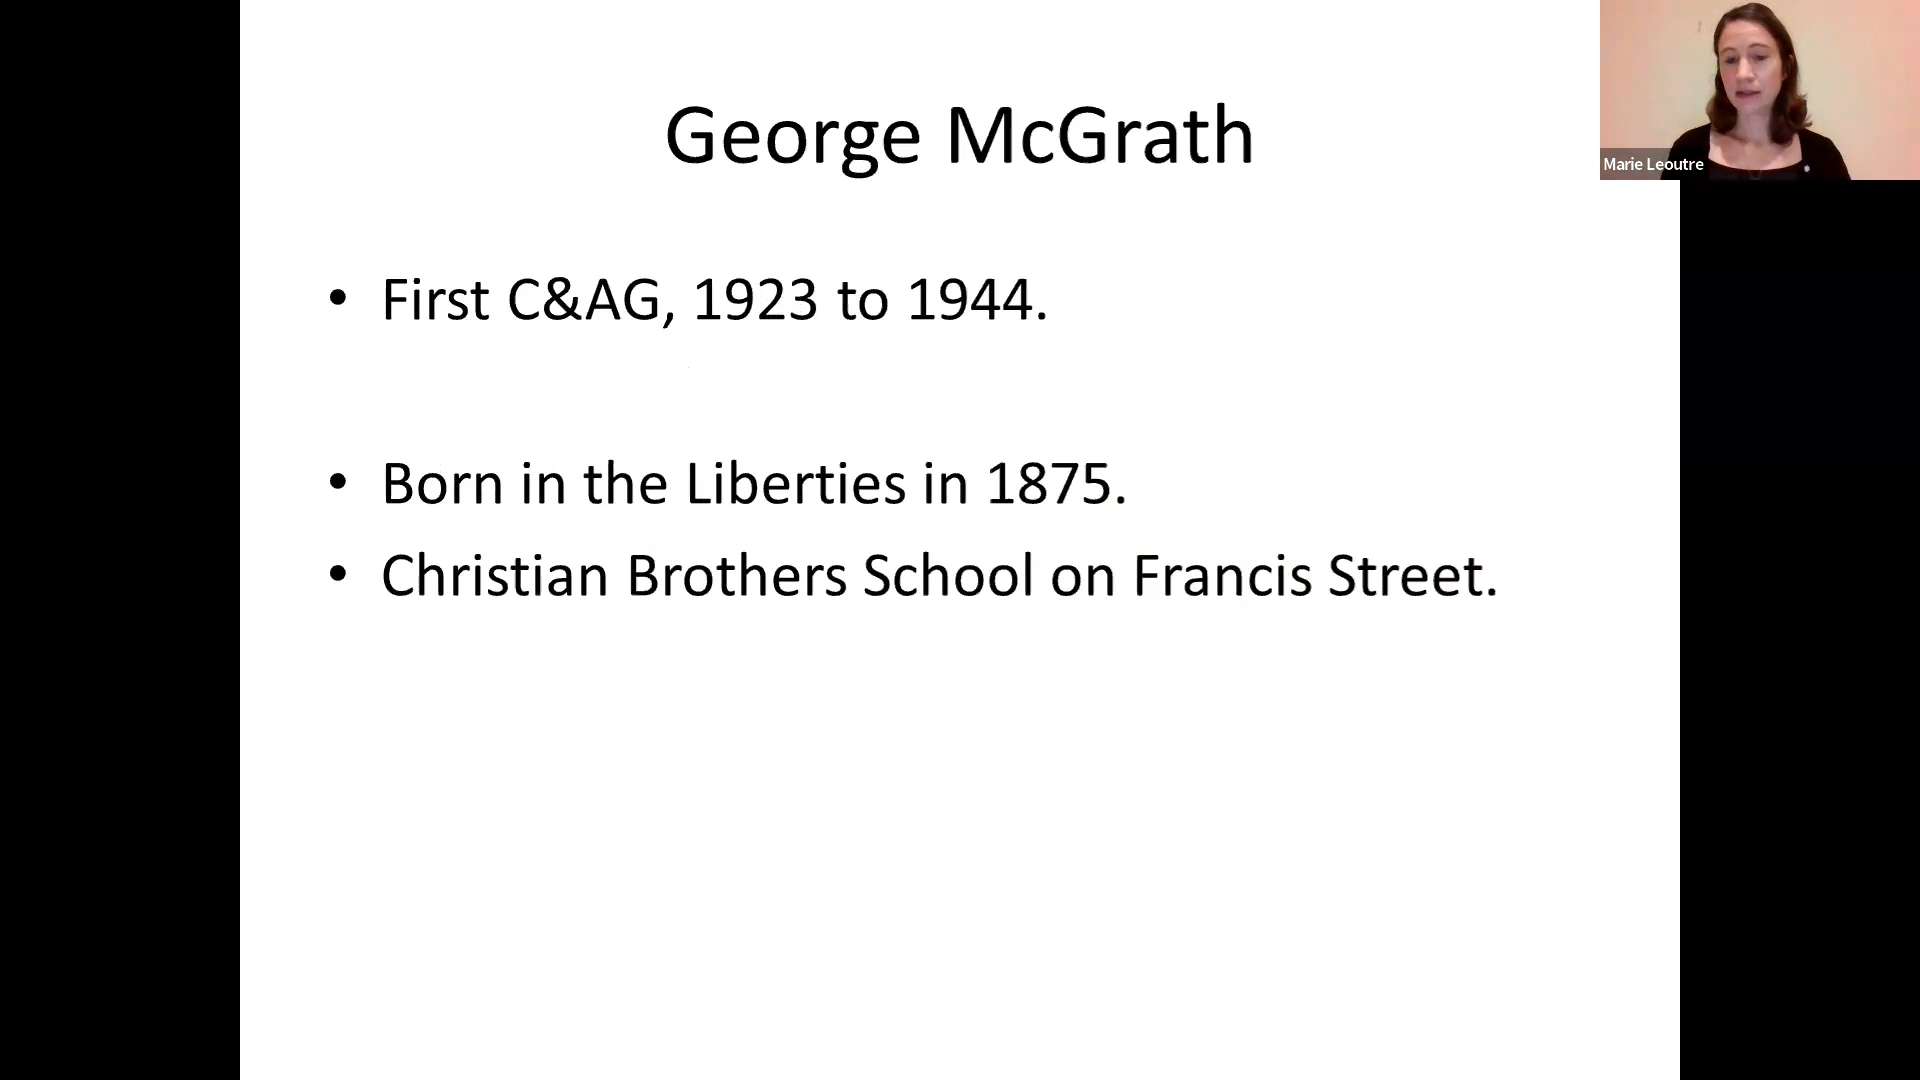 George McGrath
Marie Leoutre
• First C&AG, 1923 to 1944.
• Born in the Liberties in 1875.
• Christian Brothers School on Francis Street.